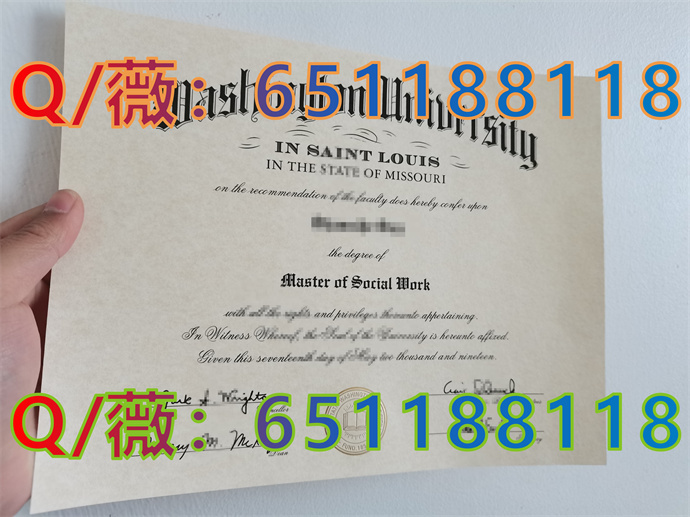 Q/薇：651188118
Washington University
IN SAINT LOUIS
IN THE STATE OF MISSOURI
on the recommendation of the faculty does hereby confer upon
the degree of
Master of Social Work
with all the rights and privileges thereunto appertaining.
In Witness Whereof, the Seal of the University is hereunto affixed.
Given this seventeenth day of May two thousand and nineteen.
Q/薇：651188118
Dean